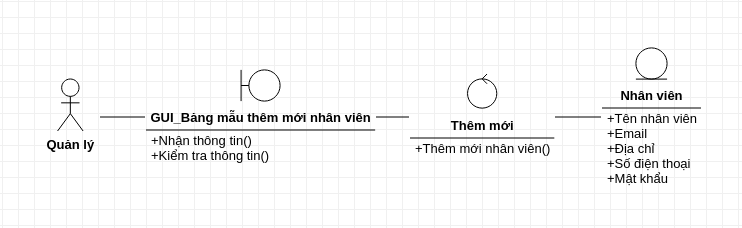 Quản lý
GUI_Bảng mẫu thêm mới nhân viên
+Nhận thông tin()
+Kiểm tra thông tin()
Thêm mới
+Thêm mới nhân viên()
Nhân viên
+Tên nhân viên
+Email
+Địa chỉ
+Số điện thoại
+Mật khẩu